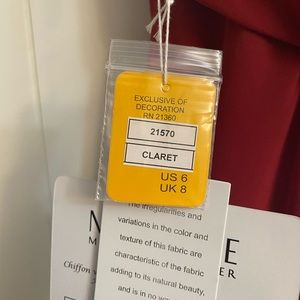 EXCLUSIVE OF
DECORATION
RN 21360
21570
CLARET
US 6
UK 8
The irregularities and
variations in the color and
texture of this fabric are
characteristic of the fabric
adding to its natural beauty,
and is in no
M
E
M
ER
Chiffon